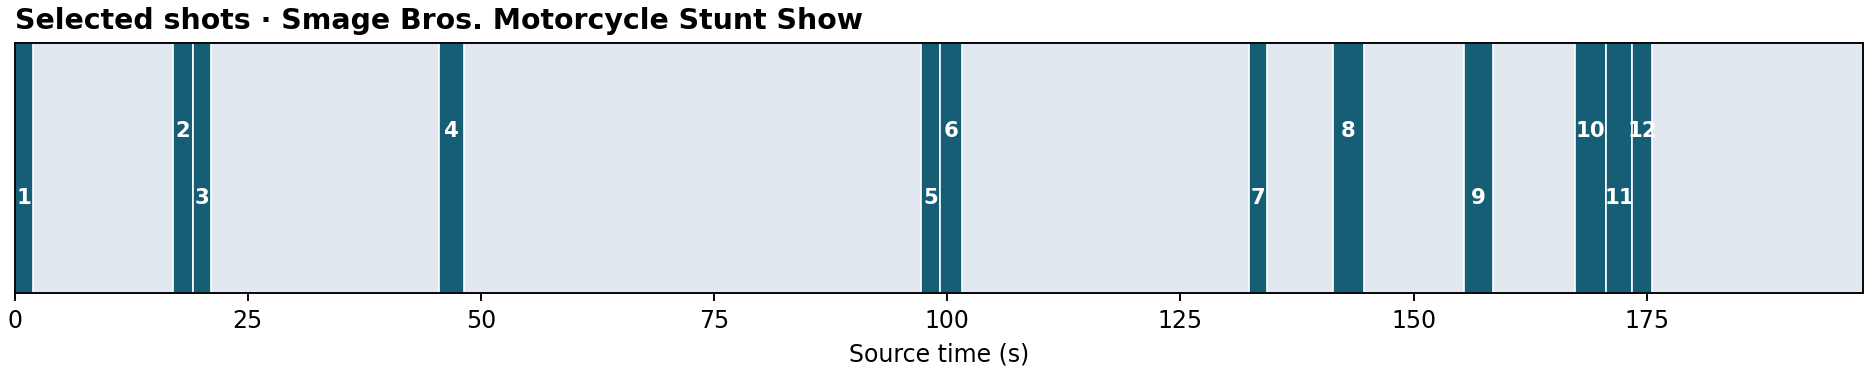 Selected shots · Smage Bros. Motorcycle Stunt Show
2 4 6 8 10 12
1 3 5 7 9 11
0 25 50 75 100 125 150 175
Source time (s)